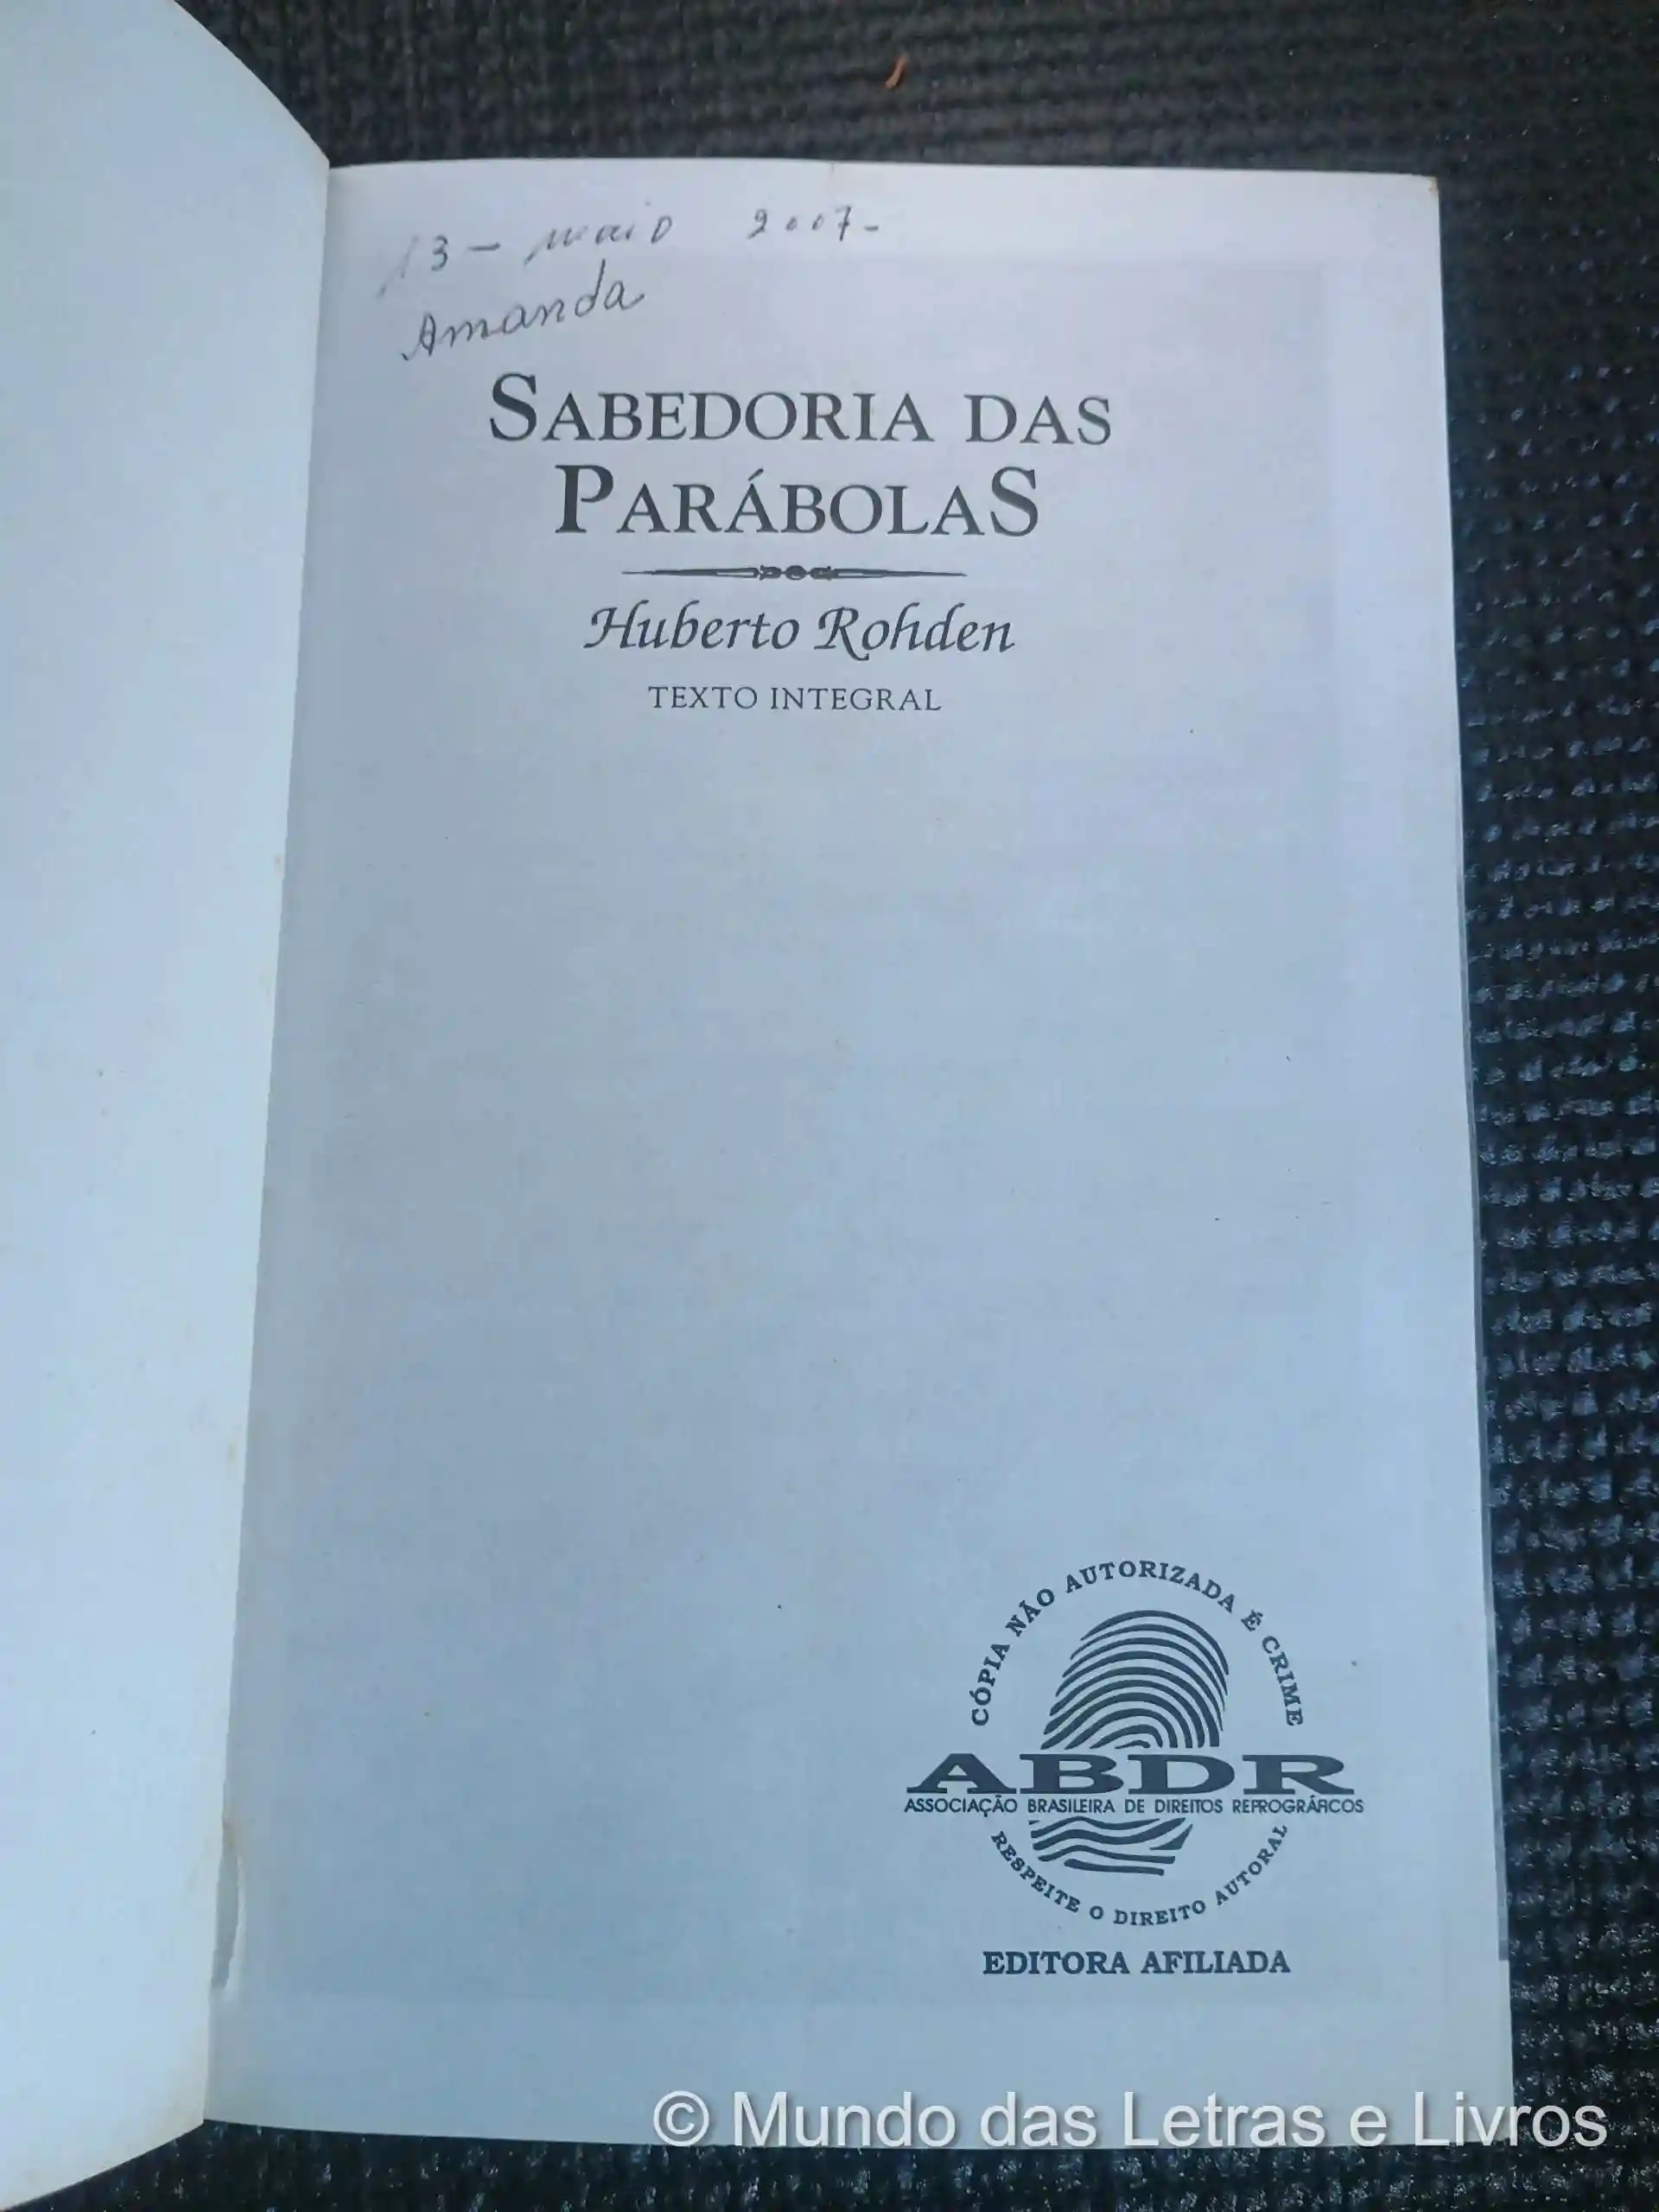 13 - maio 2007-
Amanda
SABEDORIA DAS
PARÁBOLAS
Huberto Rohden
TEXTO INTEGRAL
CÓPIA NÃO AUTORIZADA É CRIME
ABDR
ASSOCIAÇÃO BRASILEIRA DE DIREITOS REPROGRÁFICOS
RESPEITE O DIREITO AUTORAL
EDITORA AFILIADA
© Mundo das Letras e Livros